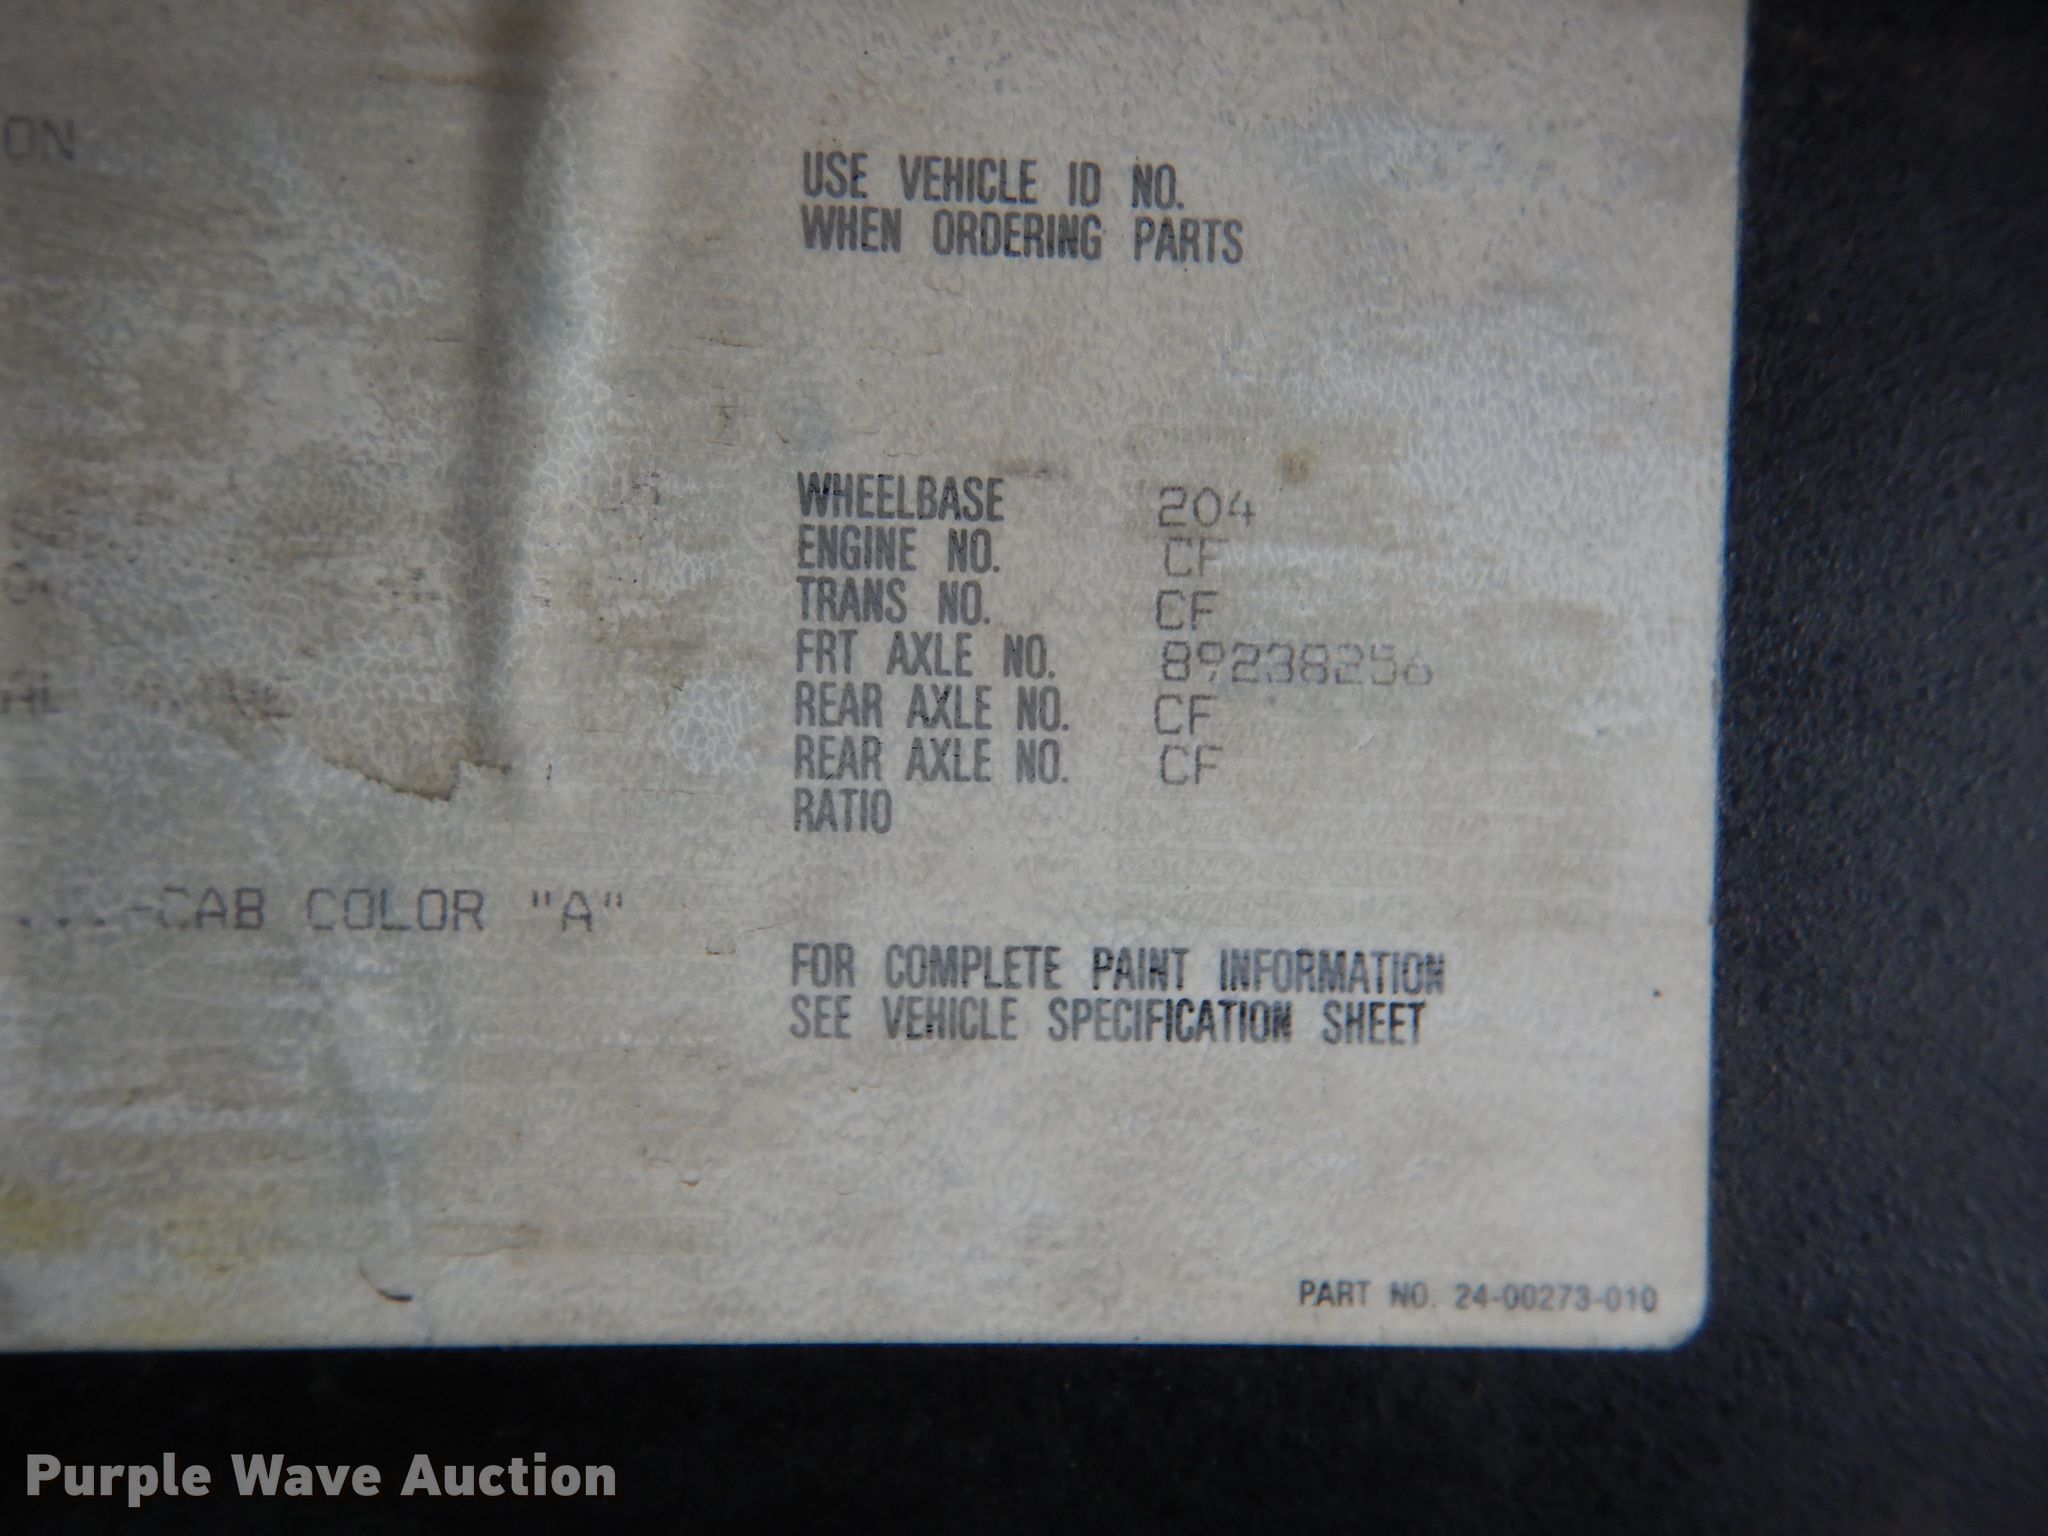 ON
USE VEHICLE ID NO.
WHEN ORDERING PARTS
WHEELBASE 204
ENGINE NO. CF
TRANS NO. CF
FRT AXLE NO. 89238256
REAR AXLE NO. CF
REAR AXLE NO. CF
RATIO
-CAB COLOR "A"
FOR COMPLETE PAINT INFORMATION
SEE VEHICLE SPECIFICATION SHEET
PART NO. 24-00273-010
Purple Wave Auction